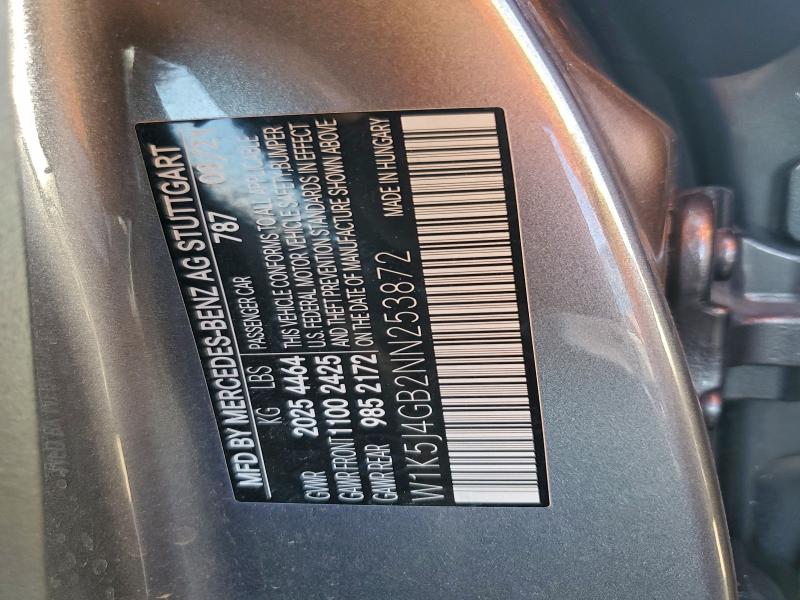 MFD BY MERCEDES-BENZ AG STUTTGART
KG LBS PASSENGER CAR 787
GVWR 2025 4464 THIS VEHICLE CONFORMS TO ALL APPLICABLE
GAWR FRONT 1100 2425 U.S. FEDERAL MOTOR VEHICLE SAFETY, BUMPER
GAWR REAR 985 2172 AND THEFT PREVENTION STANDARDS IN EFFECT
ON THE DATE OF MANUFACTURE SHOWN ABOVE
W1K5J4GB2NN253872 MADE IN HUNGARY